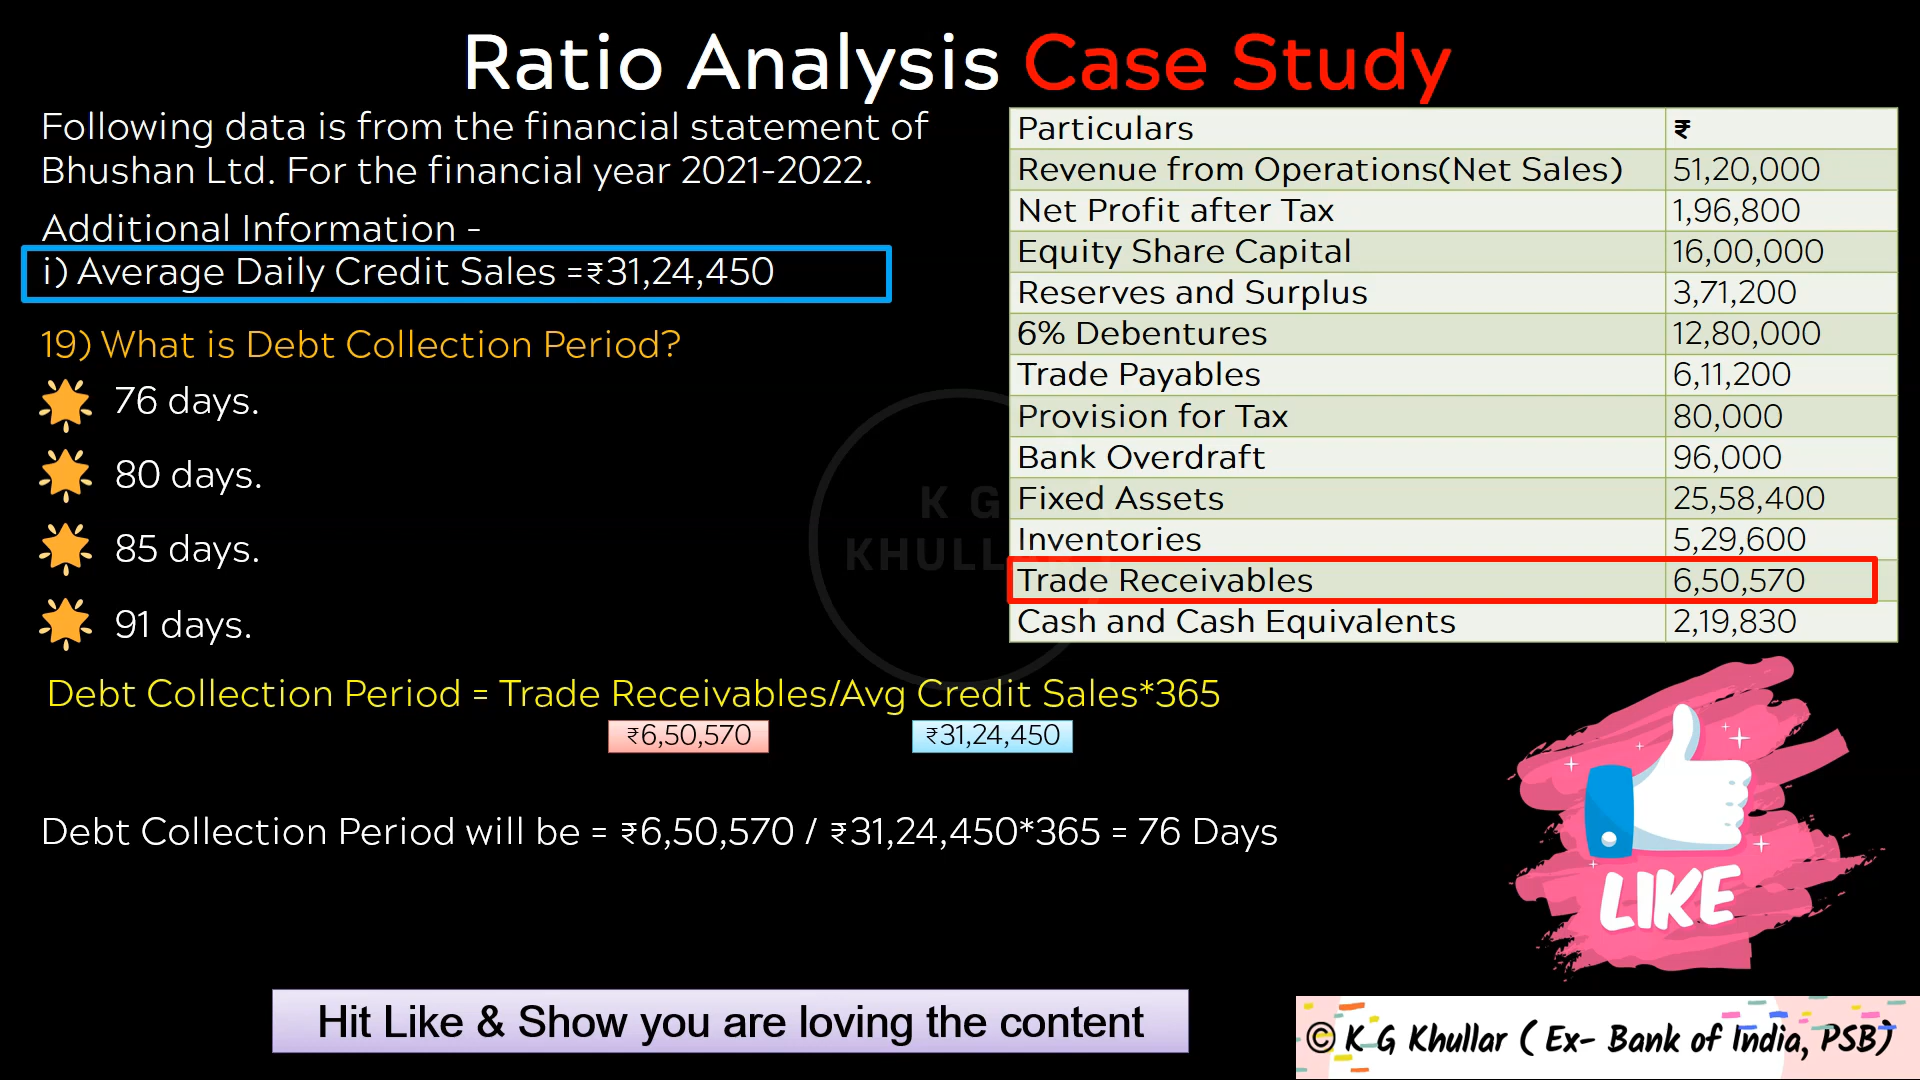 Ratio Analysis Case Study
Following data is from the financial statement of
Bhushan Ltd. For the financial year 2021-2022.
Additional Information -
i) Average Daily Credit Sales =₹31,24,450
19) What is Debt Collection Period?
76 days.
80 days.
85 days.
91 days.
Particulars ₹
Revenue from Operations(Net Sales) 51,20,000
Net Profit after Tax 1,96,800
Equity Share Capital 16,00,000
Reserves and Surplus 3,71,200
6% Debentures 12,80,000
Trade Payables 6,11,200
Provision for Tax 80,000
Bank Overdraft 96,000
Fixed Assets 25,58,400
Inventories 5,29,600
Trade Receivables 6,50,570
Cash and Cash Equivalents 2,19,830
K G
KHULL
Debt Collection Period = Trade Receivables/Avg Credit Sales*365
₹6,50,570 ₹31,24,450
Debt Collection Period will be = ₹6,50,570 / ₹31,24,450*365 = 76 Days
LIKE
Hit Like & Show you are loving the content
© K G Khullar ( Ex- Bank of India, PSB)